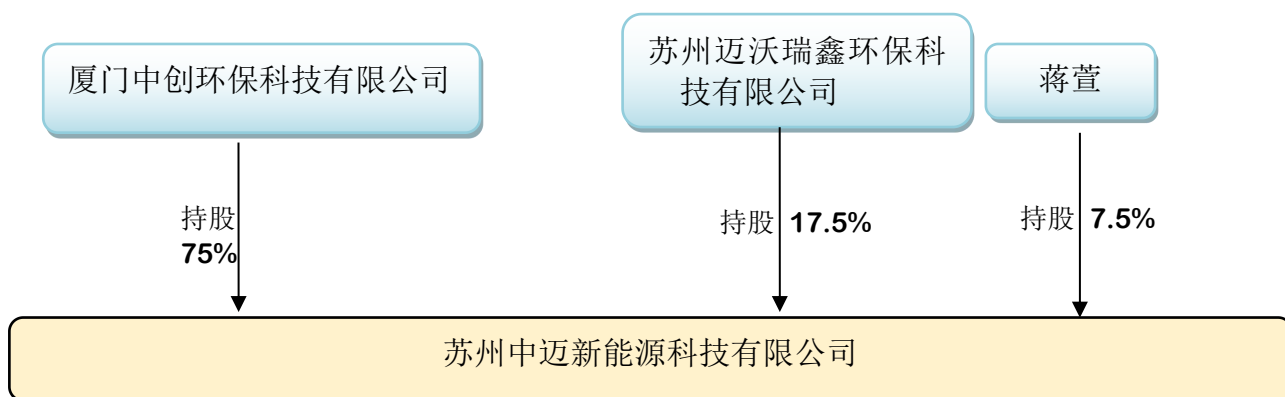 厦门中创环保科技有限公司
苏州迈沃瑞鑫环保科
技有限公司
蒋萱
持股
75%
持股 17.5%
持股 7.5%
苏州中迈新能源科技有限公司